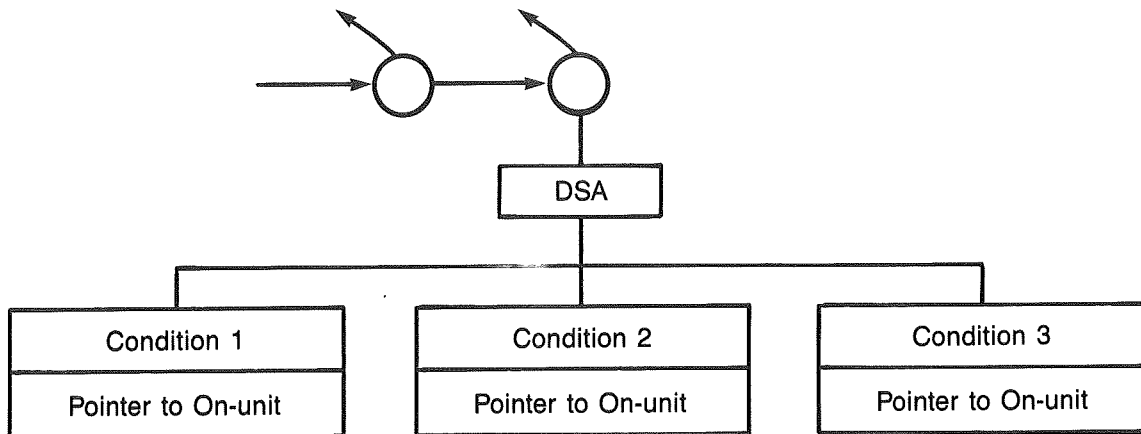 DSA
Condition 1
Condition 2
Condition 3
Pointer to On-unit
Pointer to On-unit
Pointer to On-unit